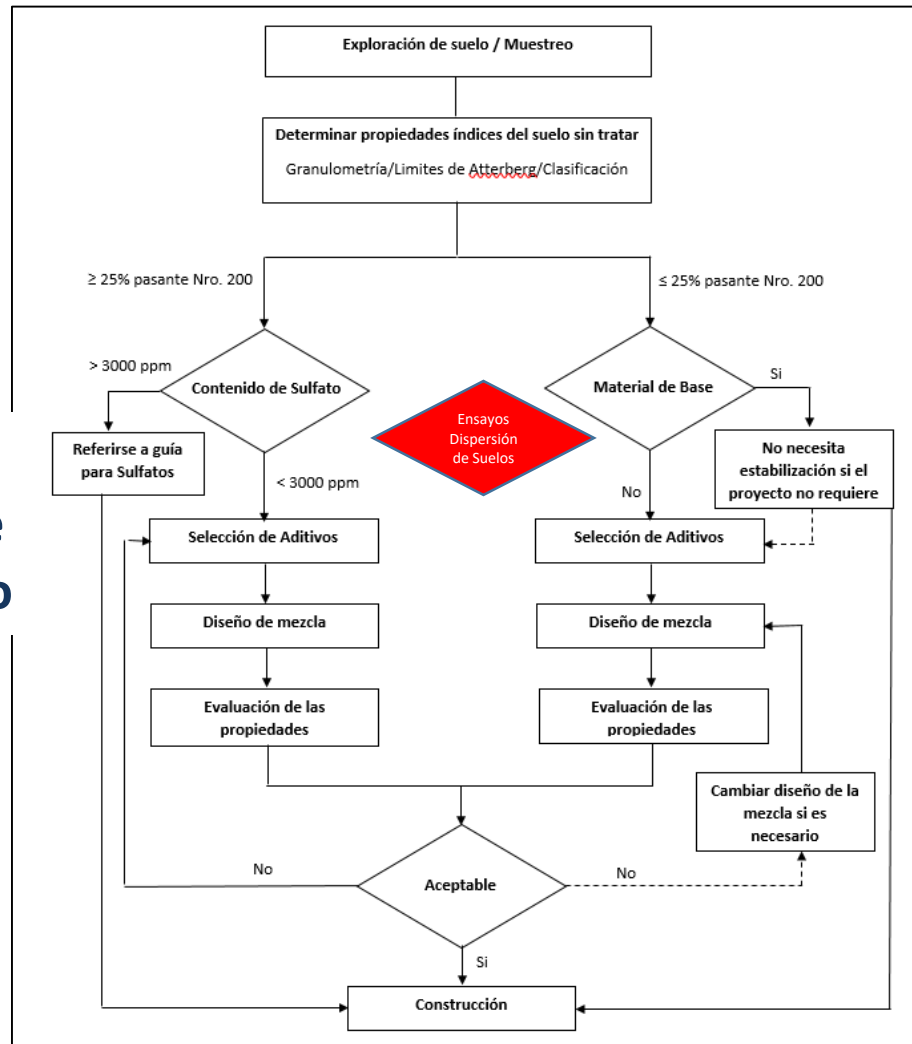 Exploración de suelo / Muestreo
Determinar propiedades índices del suelo sin tratar
Granulometría/Limites de Atterberg/Clasificación
≥ 25% pasante Nro. 200
≤ 25% pasante Nro. 200
> 3000 ppm
Contenido de Sulfato
Ensayos
Dispersión
de Suelos
Material de Base
Si
Referirse a guía
para Sulfatos
No necesita
estabilización si el
proyecto no requiere
< 3000 ppm
No
e
o
Selección de Aditivos
Selección de Aditivos
Diseño de mezcla
Diseño de mezcla
Evaluación de las
propiedades
Evaluación de las
propiedades
Cambiar diseño de la
mezcla si es
necesario
No
Aceptable
No
Si
Construcción